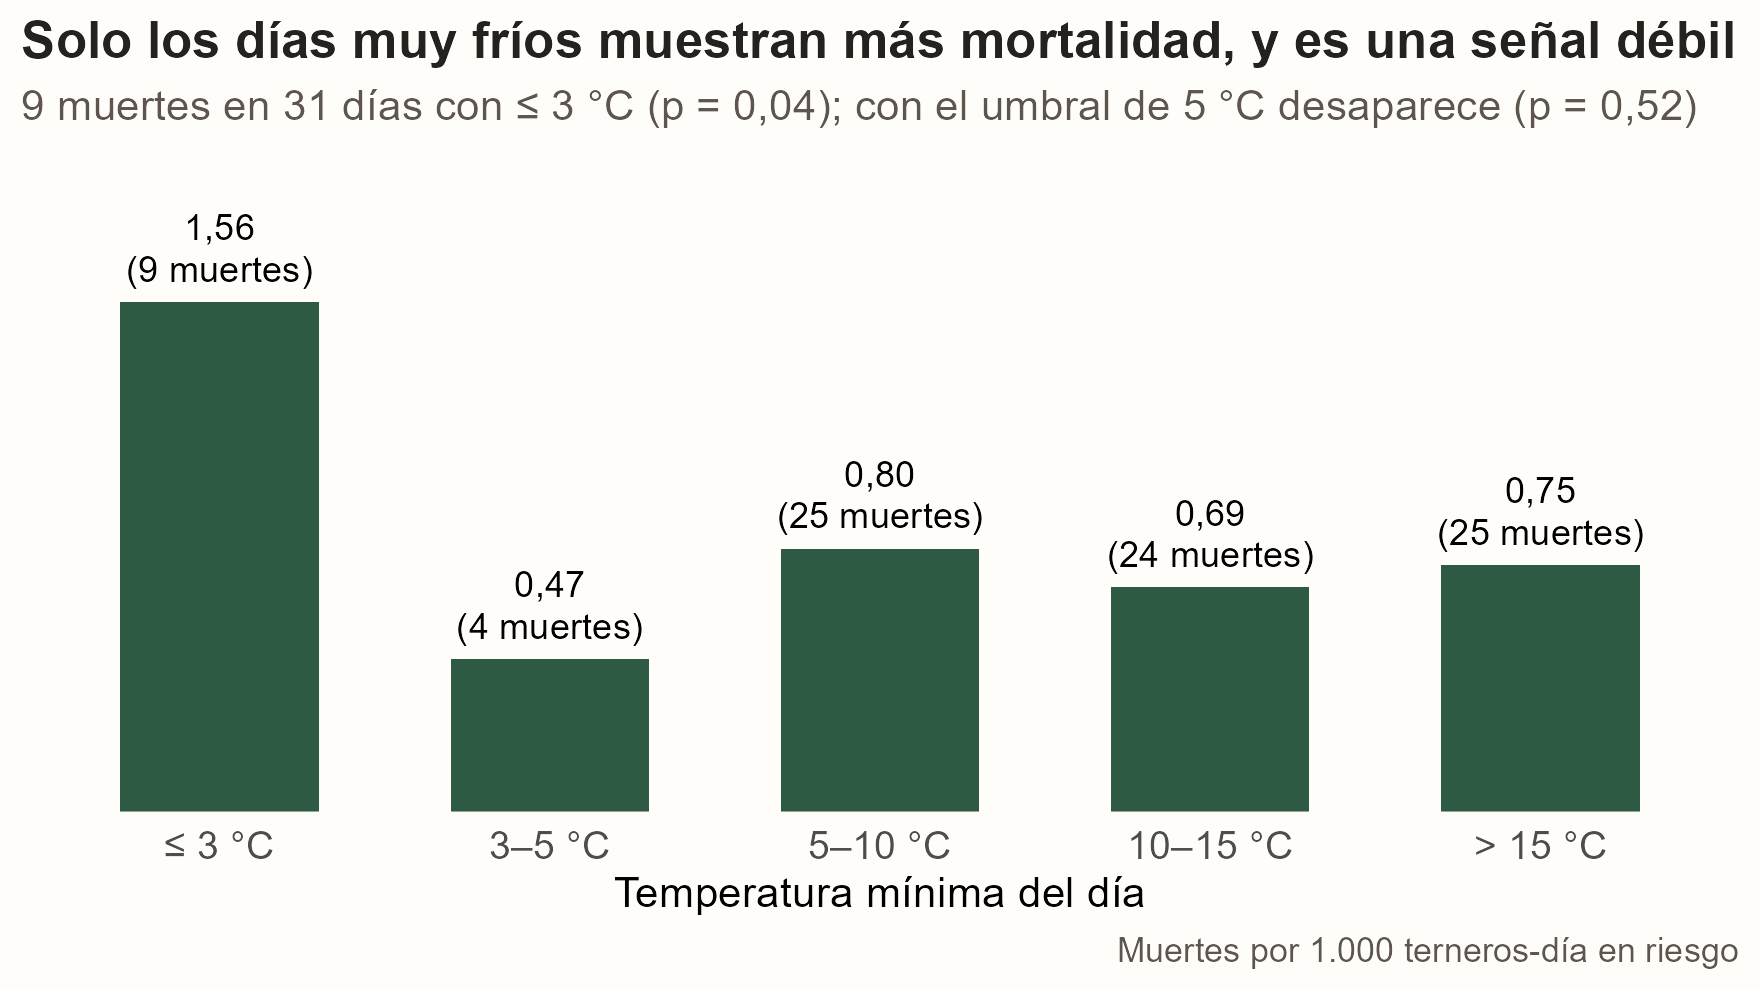 Solo los días muy fríos muestran más mortalidad, y es una señal débil
9 muertes en 31 días con ≤ 3 °C (p = 0,04); con el umbral de 5 °C desaparece (p = 0,52)
1,56
(9 muertes)
0,47
(4 muertes)
0,80
(25 muertes)
0,69
(24 muertes)
0,75
(25 muertes)
≤ 3 °C
3–5 °C
5–10 °C
10–15 °C
> 15 °C
Temperatura mínima del día
Muertes por 1.000 terneros-día en riesgo